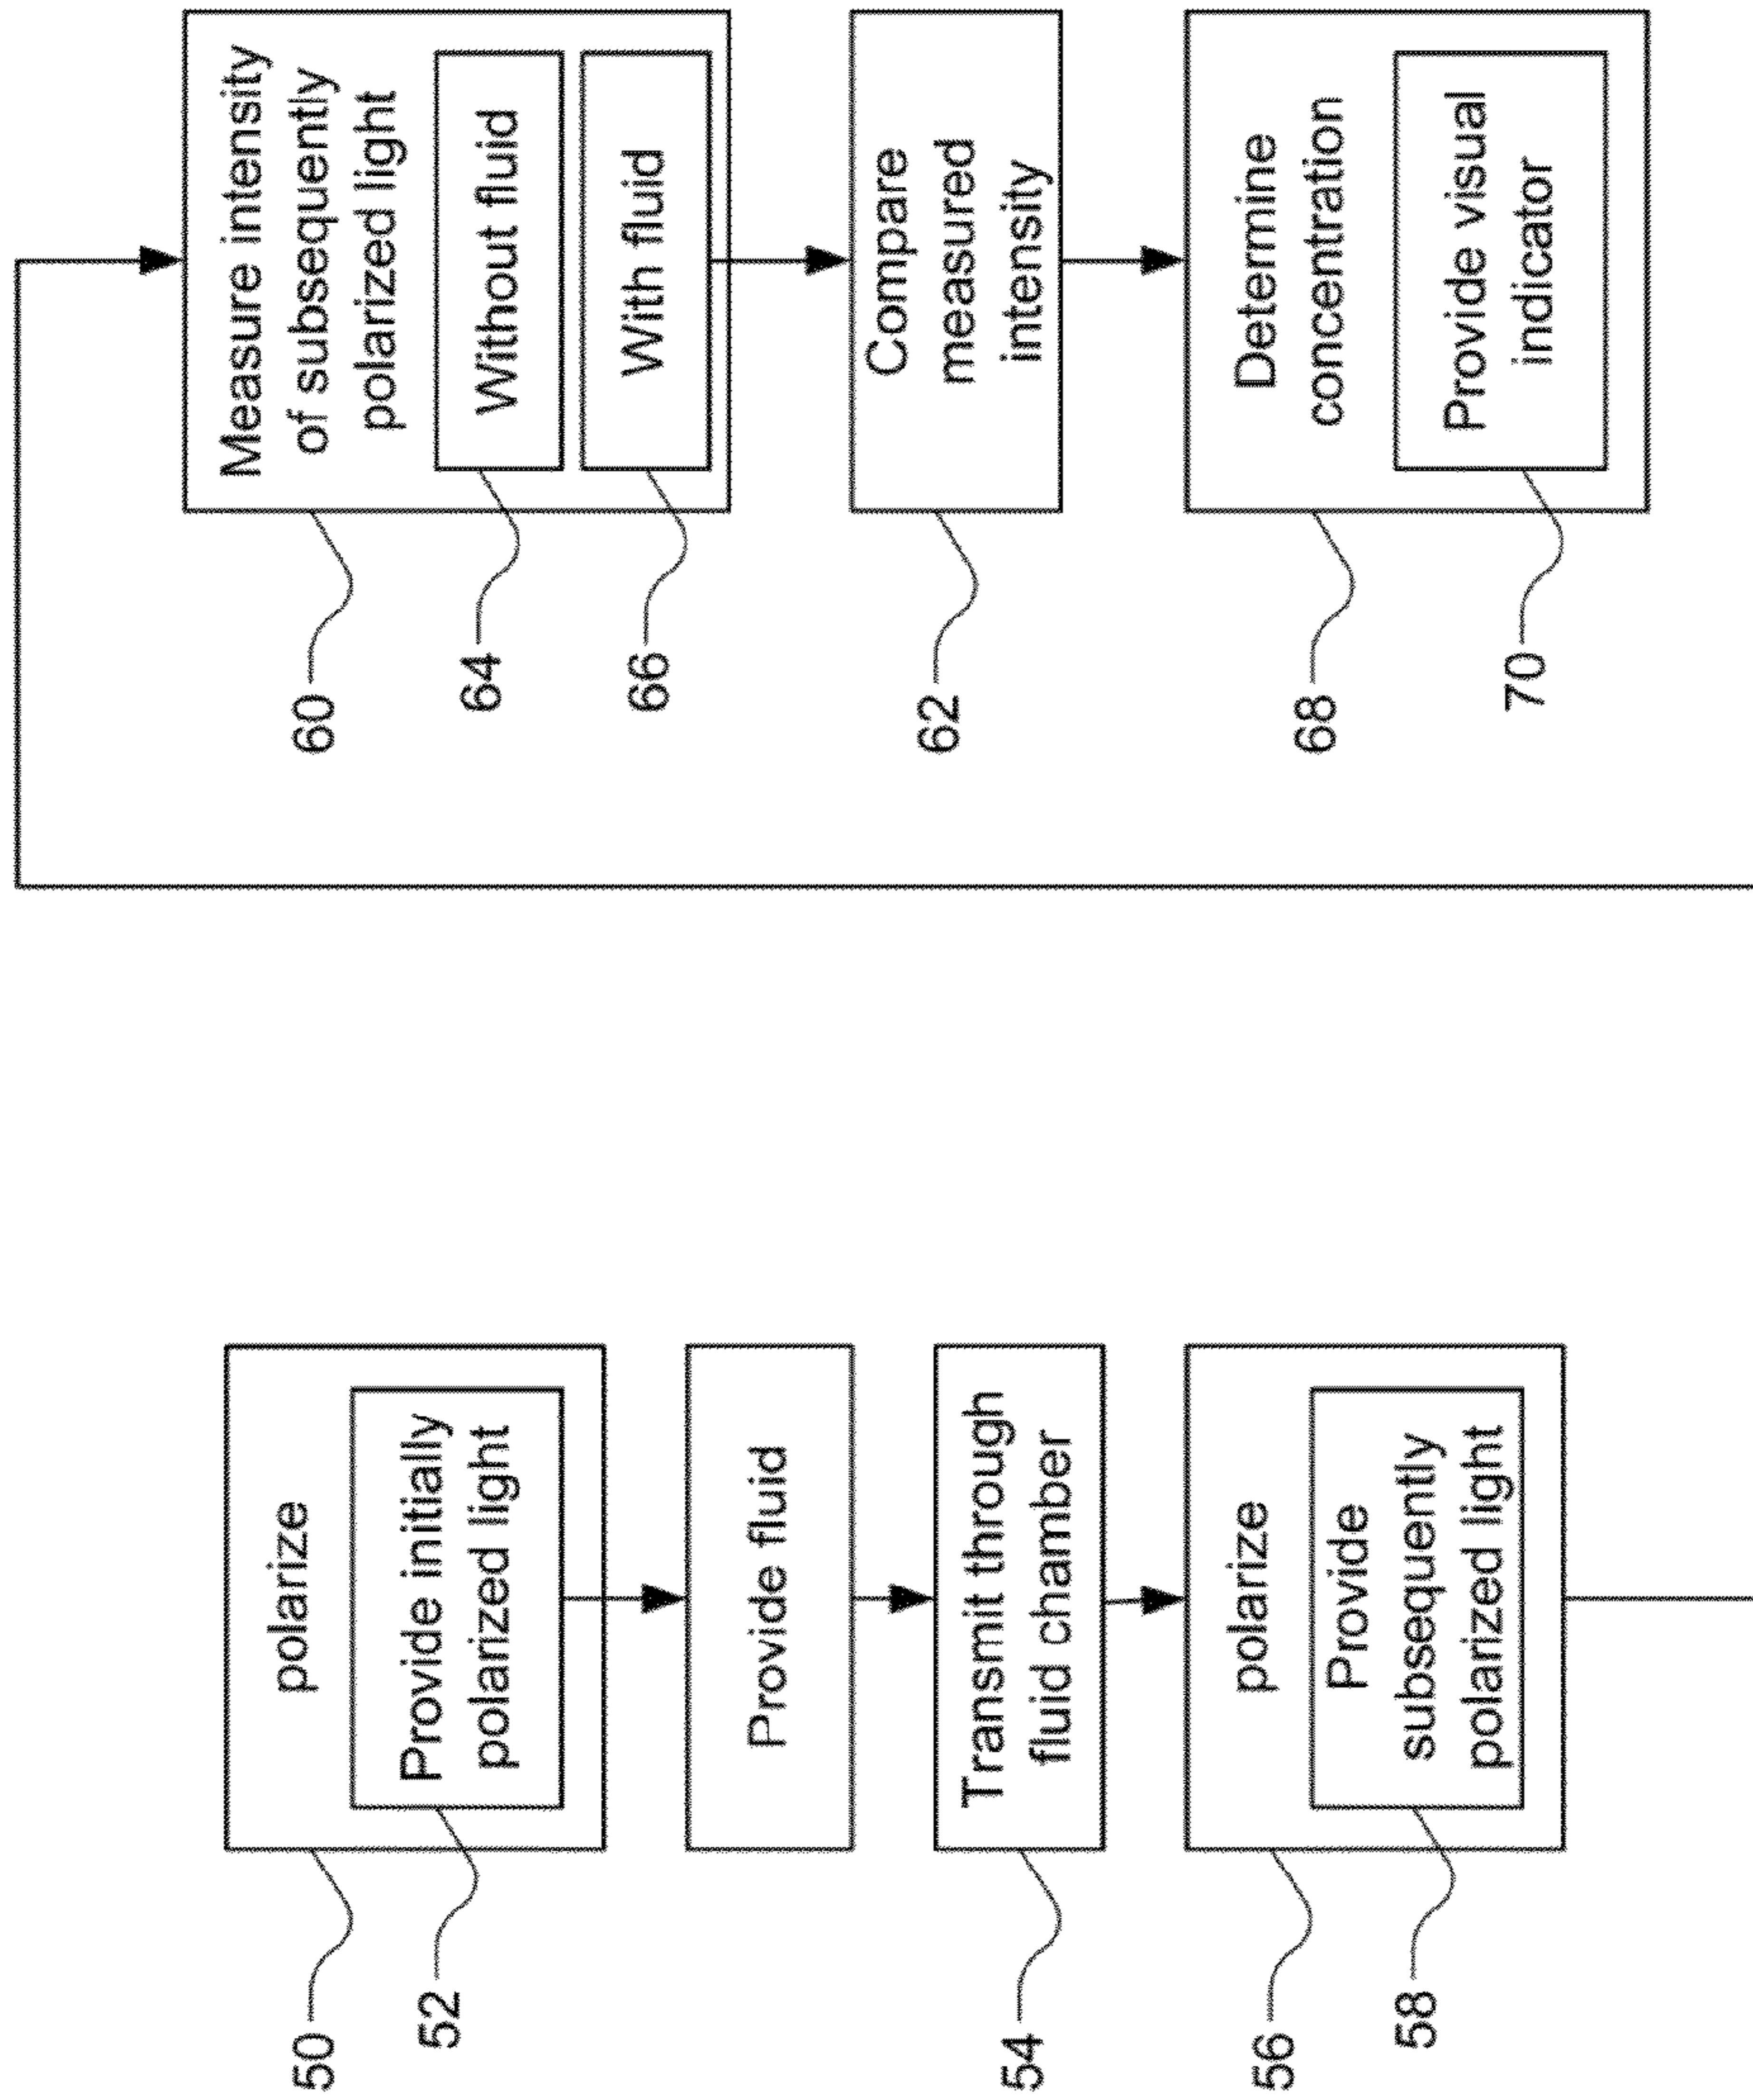 polarize
Provide initially
polarized light
50
52
Provide fluid
Transmit through
fluid chamber
54
polarize
Provide
subsequently
polarized light
56
58
Measure intensity
of subsequently
polarized light
Without fluid
With fluid
60
64
66
Compare
measured
intensity
62
Determine
concentration
Provide visual
indicator
68
70